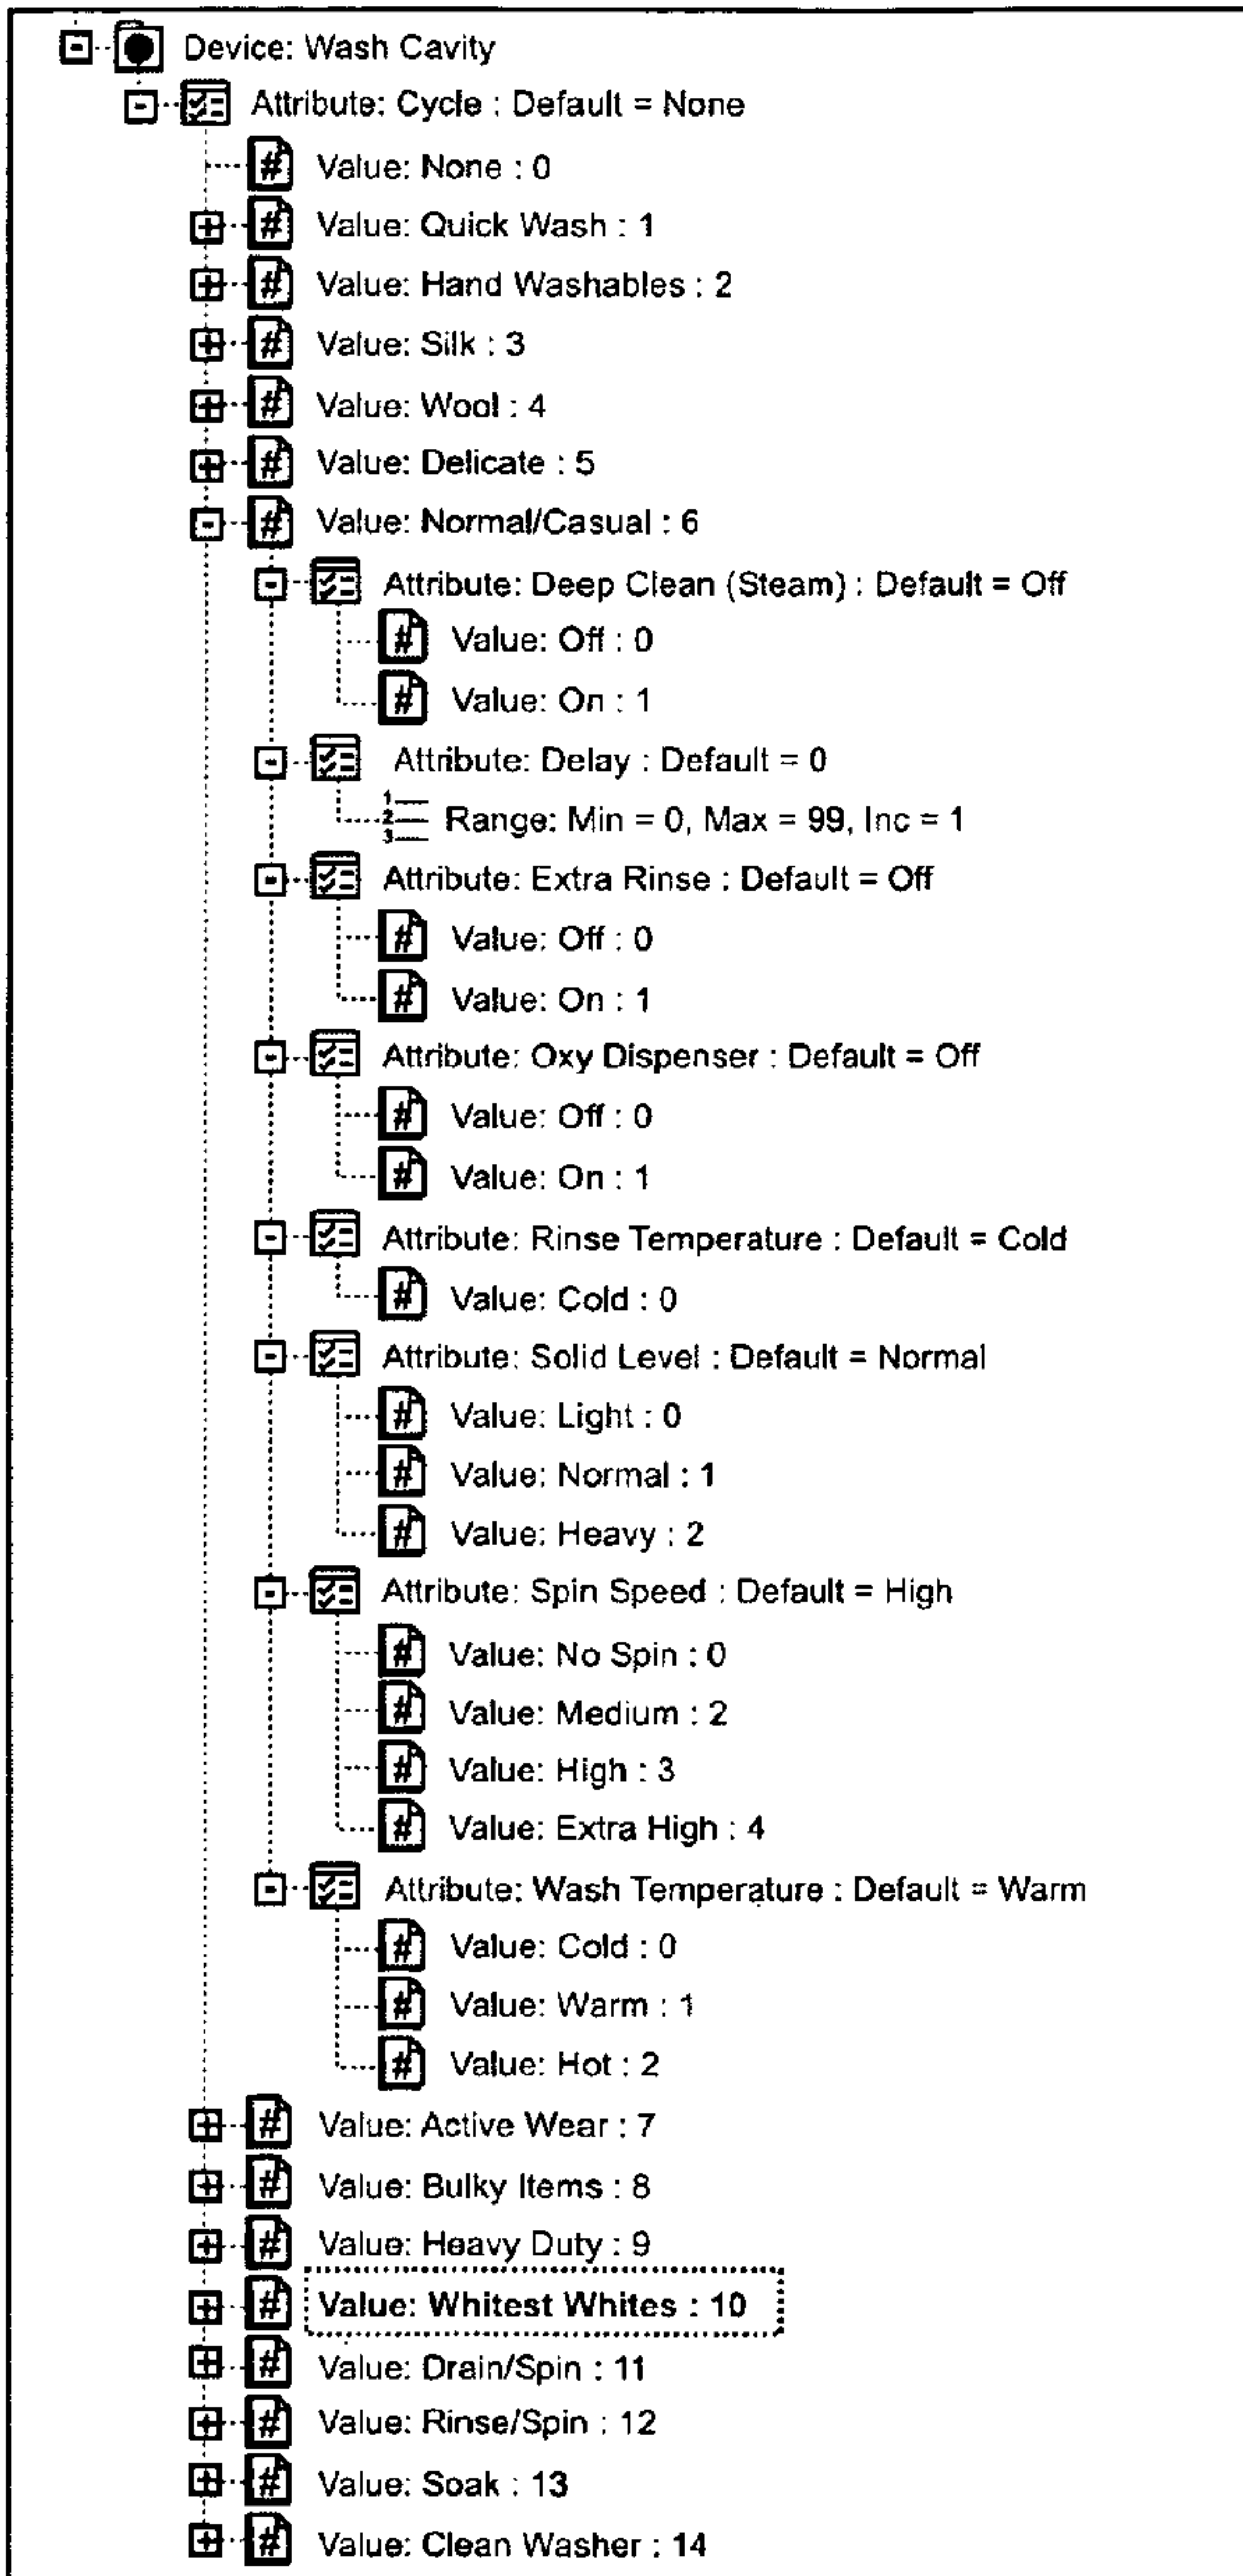 Device: Wash Cavity
Attribute: Cycle : Default = None
# Value: None : 0
# Value: Quick Wash : 1
# Value: Hand Washables : 2
# Value: Silk : 3
# Value: Wool : 4
# Value: Delicate : 5
# Value: Normal/Casual : 6
Attribute: Deep Clean (Steam) : Default = Off
# Value: Off : 0
# Value: On : 1
Attribute: Delay : Default = 0
1 2 3 Range: Min = 0, Max = 99, Inc = 1
Attribute: Extra Rinse : Default = Off
# Value: Off : 0
# Value: On : 1
Attribute: Oxy Dispenser : Default = Off
# Value: Off : 0
# Value: On : 1
Attribute: Rinse Temperature : Default = Cold
# Value: Cold : 0
Attribute: Solid Level : Default = Normal
# Value: Light : 0
# Value: Normal : 1
# Value: Heavy : 2
Attribute: Spin Speed : Default = High
# Value: No Spin : 0
# Value: Medium : 2
# Value: High : 3
# Value: Extra High : 4
Attribute: Wash Temperature : Default = Warm
# Value: Cold : 0
# Value: Warm : 1
# Value: Hot : 2
# Value: Active Wear : 7
# Value: Bulky Items : 8
# Value: Heavy Duty : 9
# Value: Whitest Whites : 10
# Value: Drain/Spin : 11
# Value: Rinse/Spin : 12
# Value: Soak : 13
# Value: Clean Washer : 14